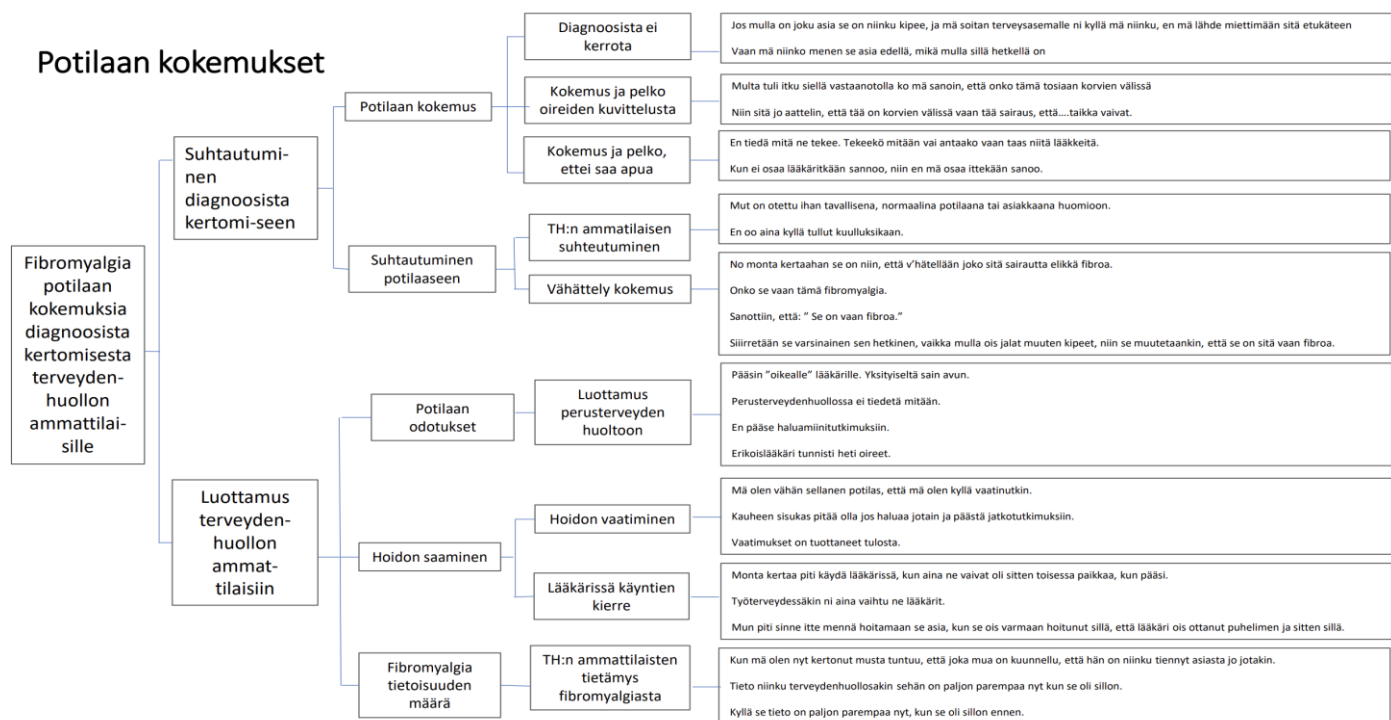 Potilaan kokemukset
Fibromyalgia
potilaan
kokemuksia
diagnoosista
kertomisesta
terveyden-
huollon
ammattilai-
sille
Suhtautumi-
nen
diagnoosista
kertomi-seen
Potilaan kokemus
Diagnoosista ei
kerrota
Jos mulla on joku asia se on niinku kipee, ja mä soitan terveysasemalle ni kyllä mä niinku, en mä lähde miettimään sitä etukäteen
Vaan mä niinko menen se asia edellä, mikä mulla sillä hetkellä on
Kokemus ja pelko
oireiden kuvittelusta
Multa tuli itku siellä vastaanotolla ko mä sanoin, että onko tämä tosiaan korvien välissä
Niin sitä jo aattelin, että tää on korvien välissä vaan tää sairaus, että....taikka vaivat.
Kokemus ja pelko,
ettei saa apua
En tiedä mitä ne tekee. Tekeekö mitään vai antaako vaan taas niitä lääkkeitä.
Kun ei osaa lääkäritkään sannoo, niin en mä osaa ittekään sanoo.
Suhtautuminen
potilaaseen
TH:n ammatilaisen
suhteutuminen
Mut on otettu ihan tavallisena, normaalina potilaana tai asiakkaana huomioon.
En oo aina kyllä tullut kuulluksikaan.
Vähättely kokemus
No monta kertaahan se on niin, että v'hätellään joko sitä sairautta elikkä fibroa.
Onko se vaan tämä fibromyalgia.
Sanottiin, että: " Se on vaan fibroa."
Siiirretään se varsinainen sen hetkinen, vaikka mulla ois jalat muuten kipeet, niin se muutetaankin, että se on sitä vaan fibroa.
Luottamus
terveyden-
huollon
ammat-
tilaisiin
Potilaan
odotukset
Luottamus
perusterveyden
huoltoon
Pääsin "oikealle" lääkärille. Yksityiseltä sain avun.
Perusterveydenhuollossa ei tiedetä mitään.
En pääse haluamiinitutkimuksiin.
Erikoislääkäri tunnisti heti oireet.
Hoidon saaminen
Hoidon vaatiminen
Mä olen vähän sellanen potilas, että mä olen kyllä vaatinutkin.
Kauheen sisukas pitää olla jos haluaa jotain ja päästä jatkotutkimuksiin.
Vaatimukset on tuottaneet tulosta.
Lääkärissä käyntien
kierre
Monta kertaa piti käydä lääkärissä, kun aina ne vaivat oli sitten toisessa paikkaa, kun pääsi.
Työterveydessäkin ni aina vaihtu ne lääkärit.
Mun piti sinne itte mennä hoitamaan se asia, kun se ois varmaan hoitunut sillä, että lääkäri ois ottanut puhelimen ja sitten sillä.
Fibromyalgia
tietoisuuden
määrä
TH:n ammattilaisten
tietämys
fibromyalgiasta
Kun mä olen nyt kertonut musta tuntuu, että joka mua on kuunnellu, että hän on niinku tiennyt asiasta jo jotakin.
Tieto niinku terveydenhuollosakin sehän on paljon parempaa nyt kun se oli sillon.
Kyllä se tieto on paljon parempaa nyt, kun se oli sillon ennen.